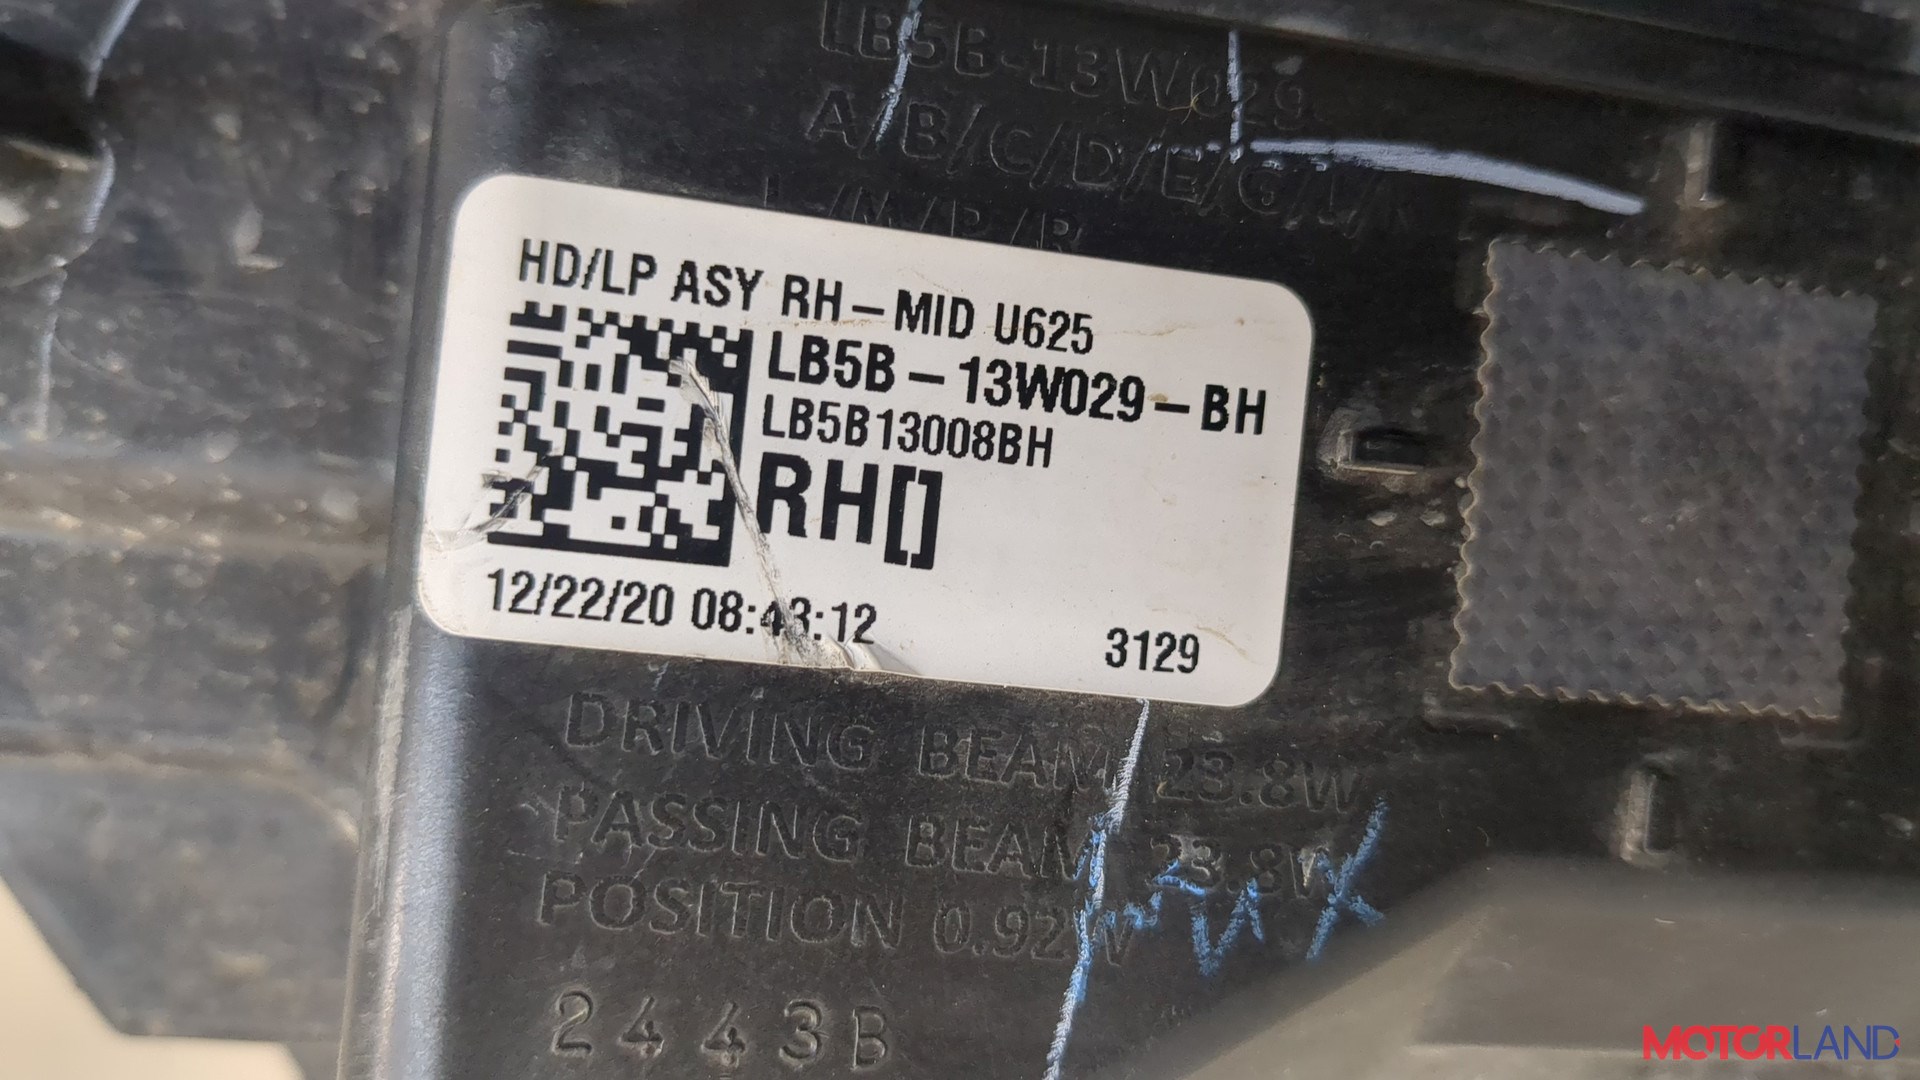 LB5B-13W029
A/B/C/D/E/G/
/M/P/R
HD/LP ASY RH-MID U625
LB5B-13W029-BH
LB5B13008BH
RH[]
12/22/20 08:43:12
3129
DRIVING BEAM 23.8W
PASSING BEAM 23.8W
POSITION 0.92W
2443B
MOTORLAND